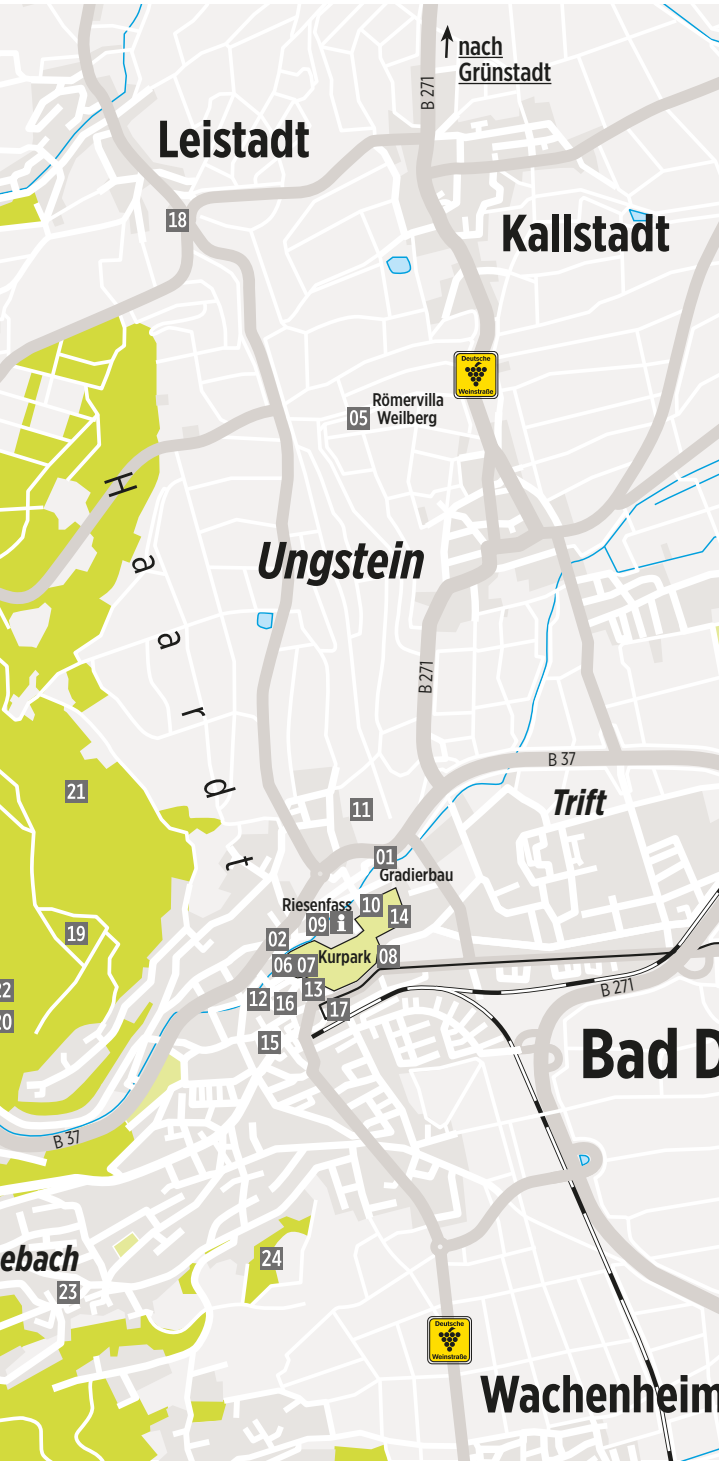 nach
Grünstadt
B 271
Leistadt
18
Kallstadt
Deutsche
Weinstraße
Römervilla
05 Weilberg
Haardt
Ungstein
B 271
B 37
21
11
Trift
01
Gradierbau
Riesenfass
10
09 i
14
19
02
Kurpark
08
06 07
22
13
B 271
12
16
17
20
15
Bad D
B 37
ebach
24
23
Deutsche
Weinstraße
Wachenheim